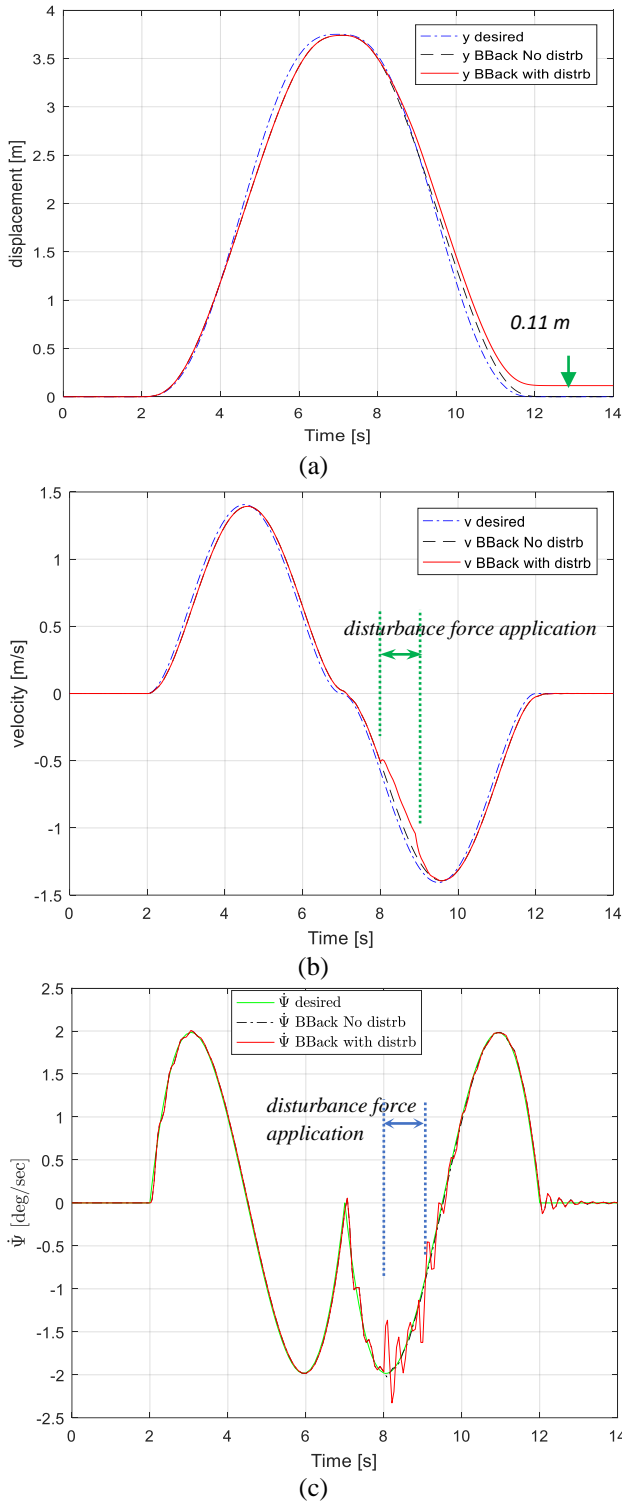 4
3.5
3
2.5
2
1.5
1
0.5
0
displacement [m]
y desired
y BBack No distrb
y BBack with distrb
0.11 m
0 2 4 6 8 10 12 14
Time [s]
(a)
1.5
1
0.5
0
-0.5
-1
-1.5
velocity [m/s]
v desired
v BBack No distrb
v BBack with distrb
disturbance force application
0 2 4 6 8 10 12 14
Time [s]
(b)
2.5
2
1.5
1
0.5
0
-0.5
-1
-1.5
-2
-2.5
Ψ̇ [deg/sec]
Ψ̇ desired
Ψ̇ BBack No distrb
Ψ̇ BBack with distrb
disturbance force
application
0 2 4 6 8 10 12 14
Time [s]
(c)